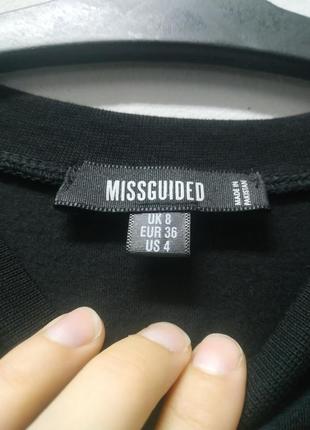 MISSGUIDED
MADE IN
PAKISTAN
UK 8
EUR 36
US 4